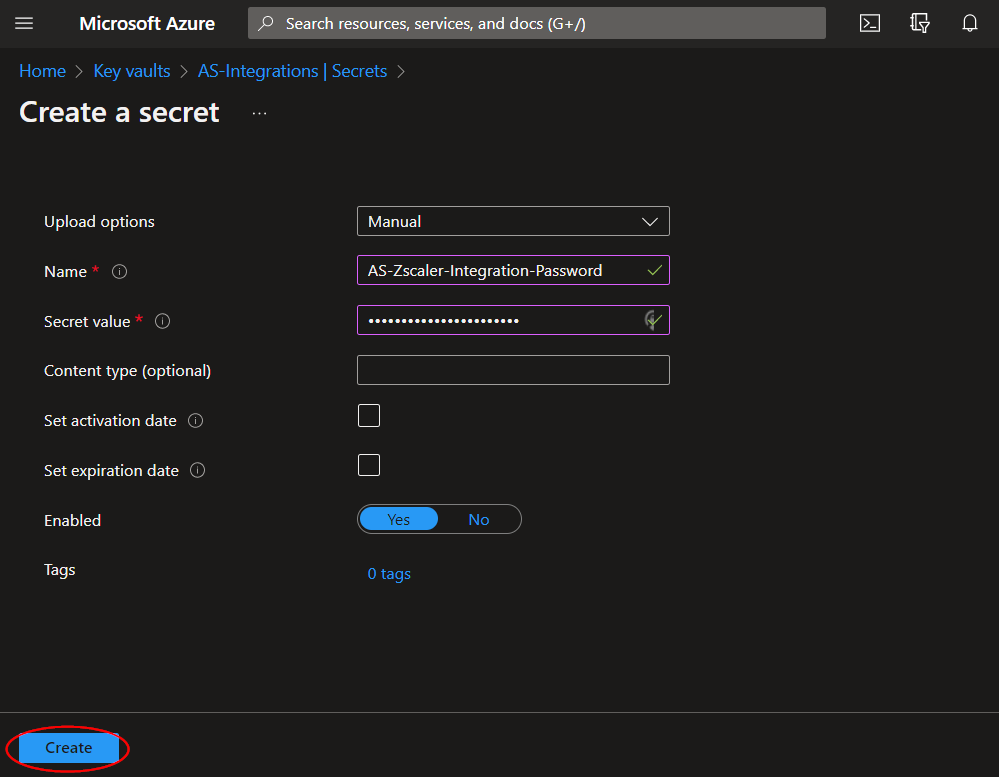 Microsoft Azure
Search resources, services, and docs (G+/)
Home > Key vaults > AS-Integrations | Secrets >
Create a secret ...
Upload options
Manual
Name *
AS-Zscaler-Integration-Password
Secret value *
•••••••••••••••••••••••
Content type (optional)
Set activation date
Set expiration date
Enabled
Yes No
Tags
0 tags
Create